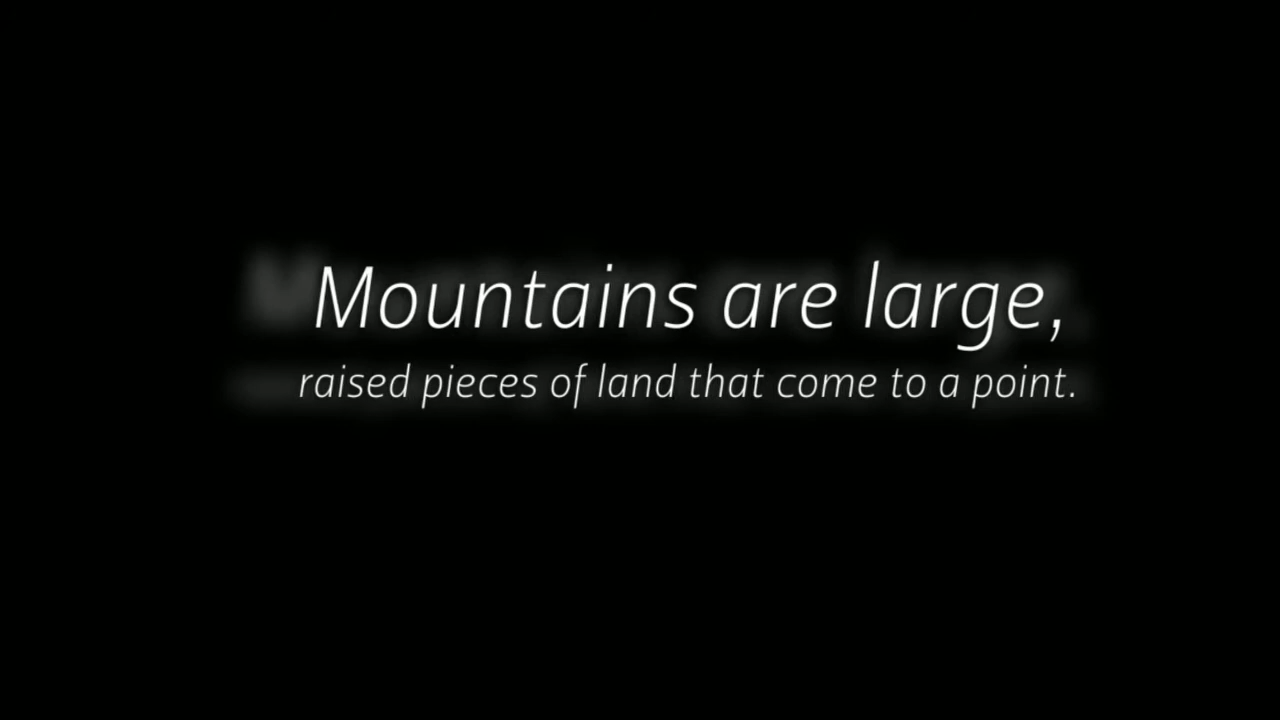 Mountains are large,
raised pieces of land that come to a point.